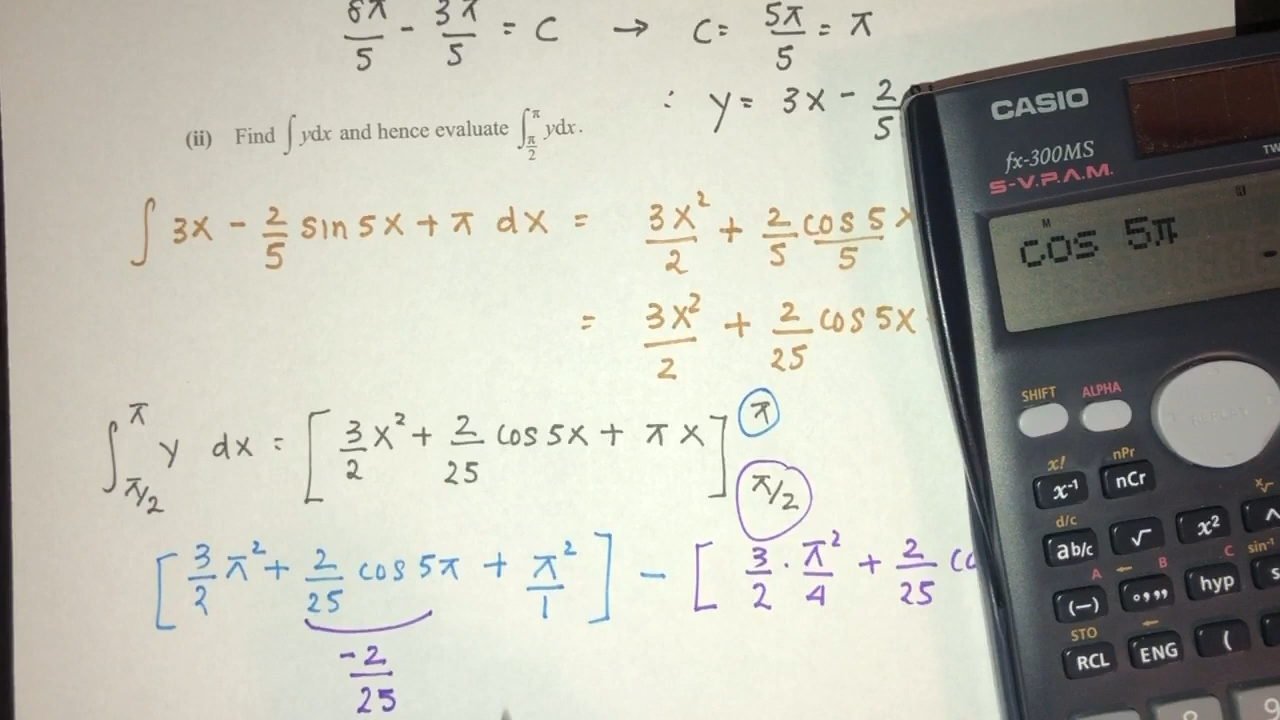 6π/5 - 3π/5 = C → C = 5π/5 = π
∴ y = 3x - 2/5
(ii) Find ∫ydx and hence evaluate ∫_{π/2}^{π} ydx.
∫ 3x - 2/5 sin 5x + π dx = 3x²/2 + 2/5 cos 5x/5
= 3x²/2 + 2/25 cos 5x
∫_{π/2}^{π} y dx = [3/2 x² + 2/25 cos 5x + π x]_{π/2}^{π}
[3/2 π² + 2/25 cos 5π + π²/1] - [3/2 · π²/4 + 2/25
-2/25
CASIO
fx-300MS
S-V.P.A.M.
TW
M
cos 5π
-
SHIFT ALPHA
x! nPr
x⁻¹ nCr
d/c
ab/c √ x² ^
A B C sin⁻¹
(−) °,,, hyp s
STO
RCL ENG (